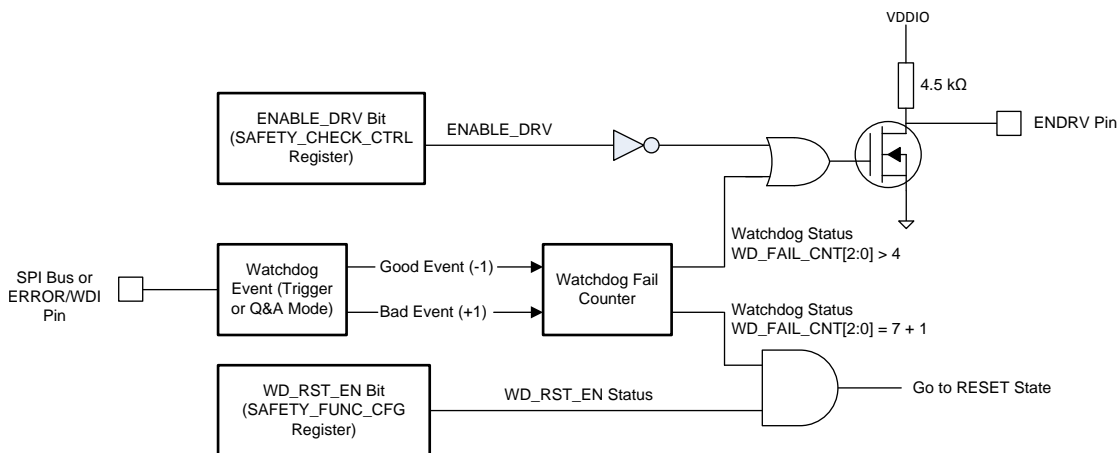 VDDIO
4.5 kΩ
ENDRV Pin
ENABLE_DRV Bit
(SAFETY_CHECK_CTRL
Register)
ENABLE_DRV
Watchdog Status
WD_FAIL_CNT[2:0] > 4
SPI Bus or
ERROR/WDI
Pin
Watchdog
Event (Trigger
or Q&A Mode)
Good Event (-1)
Bad Event (+1)
Watchdog Fail
Counter
Watchdog Status
WD_FAIL_CNT[2:0] = 7 + 1
WD_RST_EN Bit
(SAFETY_FUNC_CFG
Register)
WD_RST_EN Status
Go to RESET State